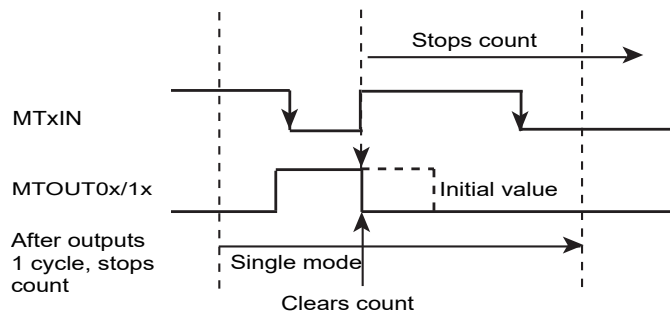 Stops count
MTxIN
MTOUT0x/1x
Initial value
After outputs
1 cycle, stops
count
Single mode
Clears count